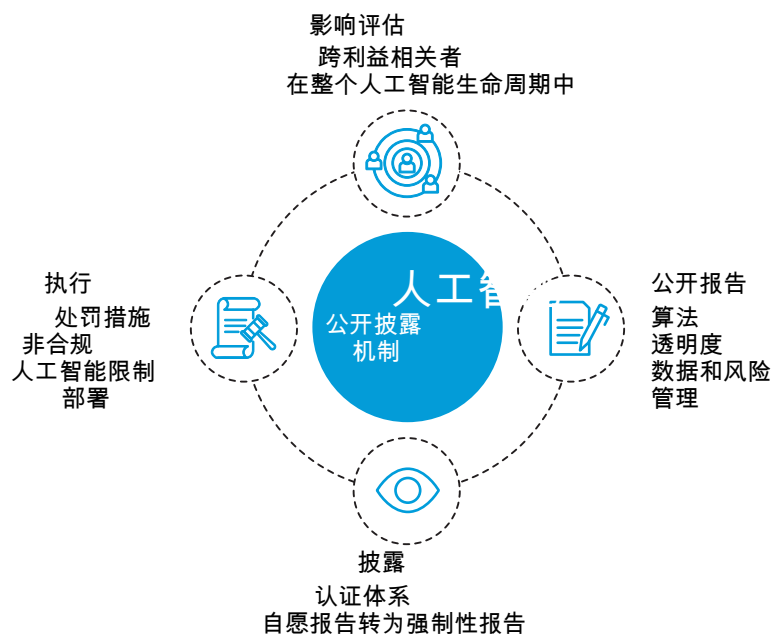 影响评估
跨利益相关者
在整个人工智能生命周期中
人工智
公开披露
机制
执行
处罚措施
非合规
人工智能限制
部署
公开报告
算法
透明度
数据和风险
管理
披露
认证体系
自愿报告转为强制性报告